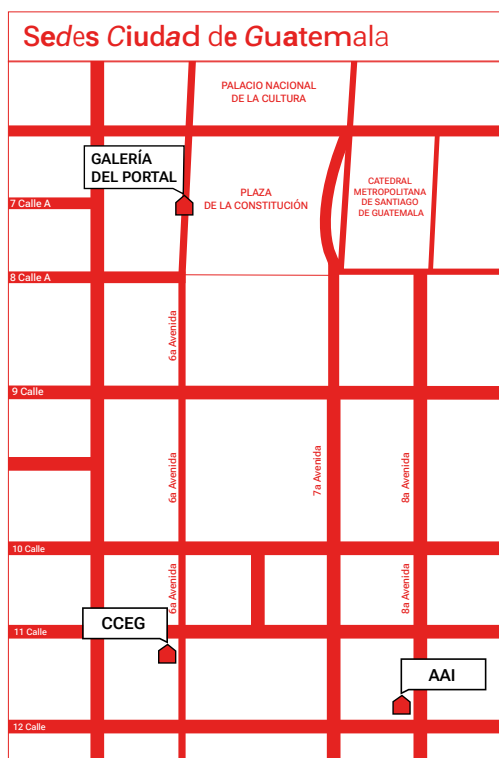 Sedes Ciudad de Guatemala
PALACIO NACIONAL
DE LA CULTURA
GALERÍA
DEL PORTAL
PLAZA
DE LA CONSTITUCIÓN
CATEDRAL
METROPOLITANA
DE SANTIAGO
DE GUATEMALA
7 Calle A
8 Calle A
6a Avenida
9 Calle
6a Avenida
7a Avenida
8a Avenida
10 Calle
6a Avenida
8a Avenida
CCEG
11 Calle
AAI
12 Calle